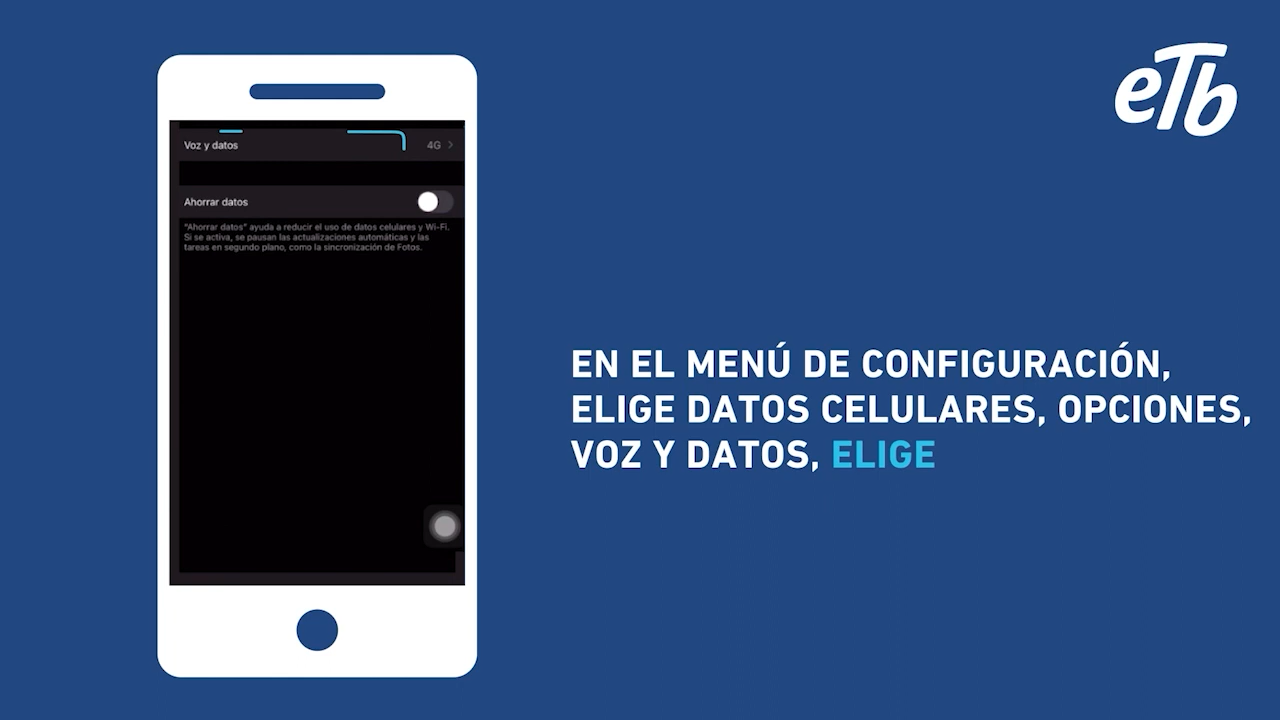 eTb
Voz y datos 4G
Ahorrar datos
"Ahorrar datos" ayuda a reducir el uso de datos celulares y Wi-Fi.
Si se activa, se pausan las actualizaciones automáticas y las
tareas en segundo plano, como la sincronización de Fotos.
EN EL MENÚ DE CONFIGURACIÓN,
ELIGE DATOS CELULARES, OPCIONES,
VOZ Y DATOS, ELIGE